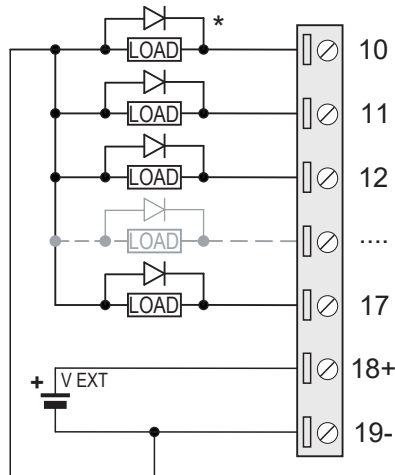 *
LOAD 10
LOAD 11
LOAD 12
LOAD ....
LOAD 17
18+
+ V EXT
19-